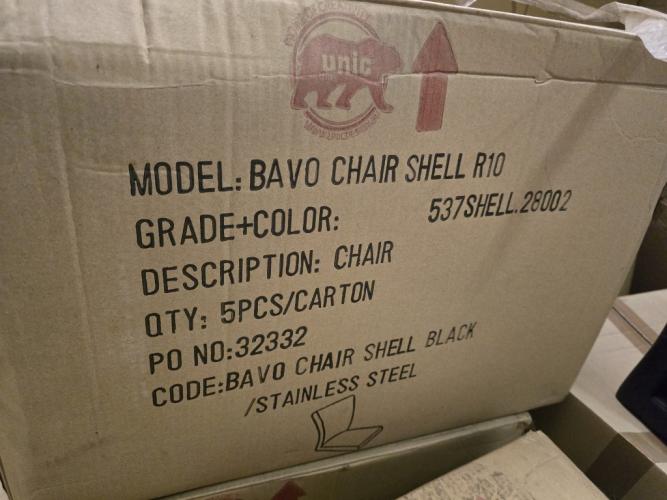 unic
MODEL: BAVO CHAIR SHELL R10
GRADE+COLOR: 537SHELL.28002
DESCRIPTION: CHAIR
QTY: 5PCS/CARTON
PO NO:32332
CODE:BAVO CHAIR SHELL BLACK
/STAINLESS STEEL